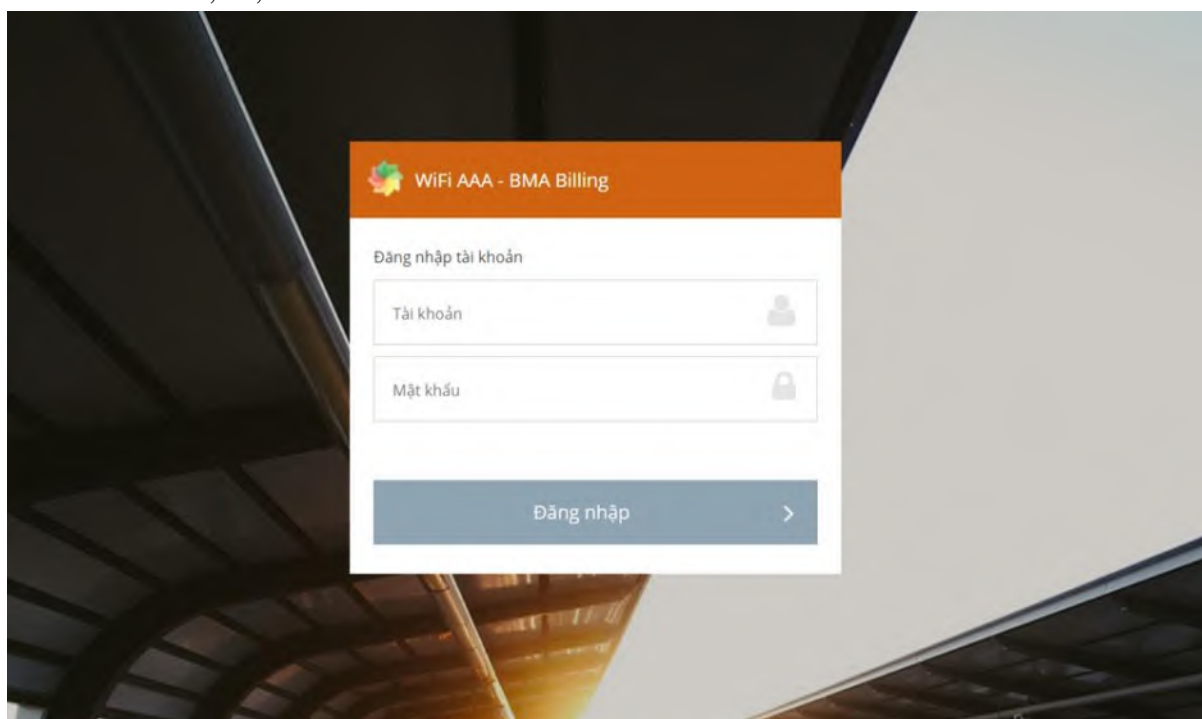 WiFi AAA - BMA Billing
Đăng nhập tài khoản
Tài khoản
Mật khẩu
Đăng nhập